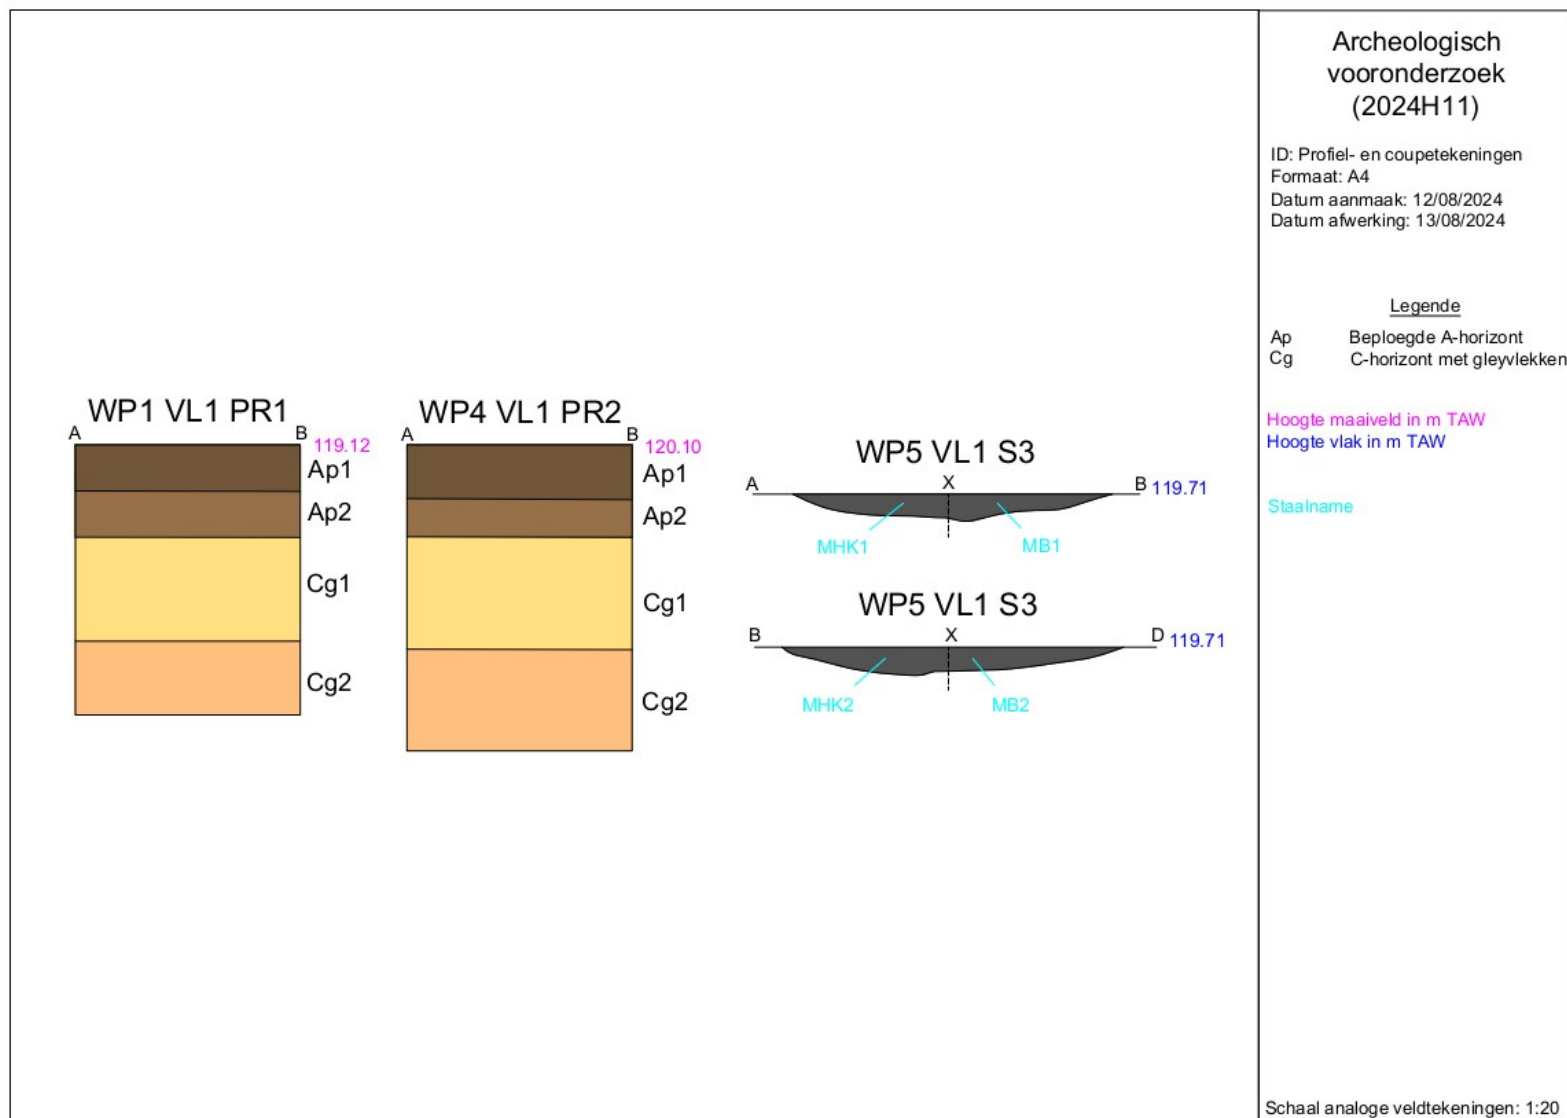 Archeologisch
vooronderzoek
(2024H11)
ID: Profiel- en coupetekeningen
Formaat: A4
Datum aanmaak: 12/08/2024
Datum afwerking: 13/08/2024
Legende
Ap Beploegde A-horizont
Cg C-horizont met gleyvlekken
Hoogte maaiveld in m TAW
Hoogte vlak in m TAW
Staalname
WP1 VL1 PR1
A B 119.12
Ap1
Ap2
Cg1
Cg2
WP4 VL1 PR2
A B 120.10
Ap1
Ap2
Cg1
Cg2
WP5 VL1 S3
A X B 119.71
MHK1 MB1
WP5 VL1 S3
B X D 119.71
MHK2 MB2
Schaal analoge veldtekeningen: 1:20